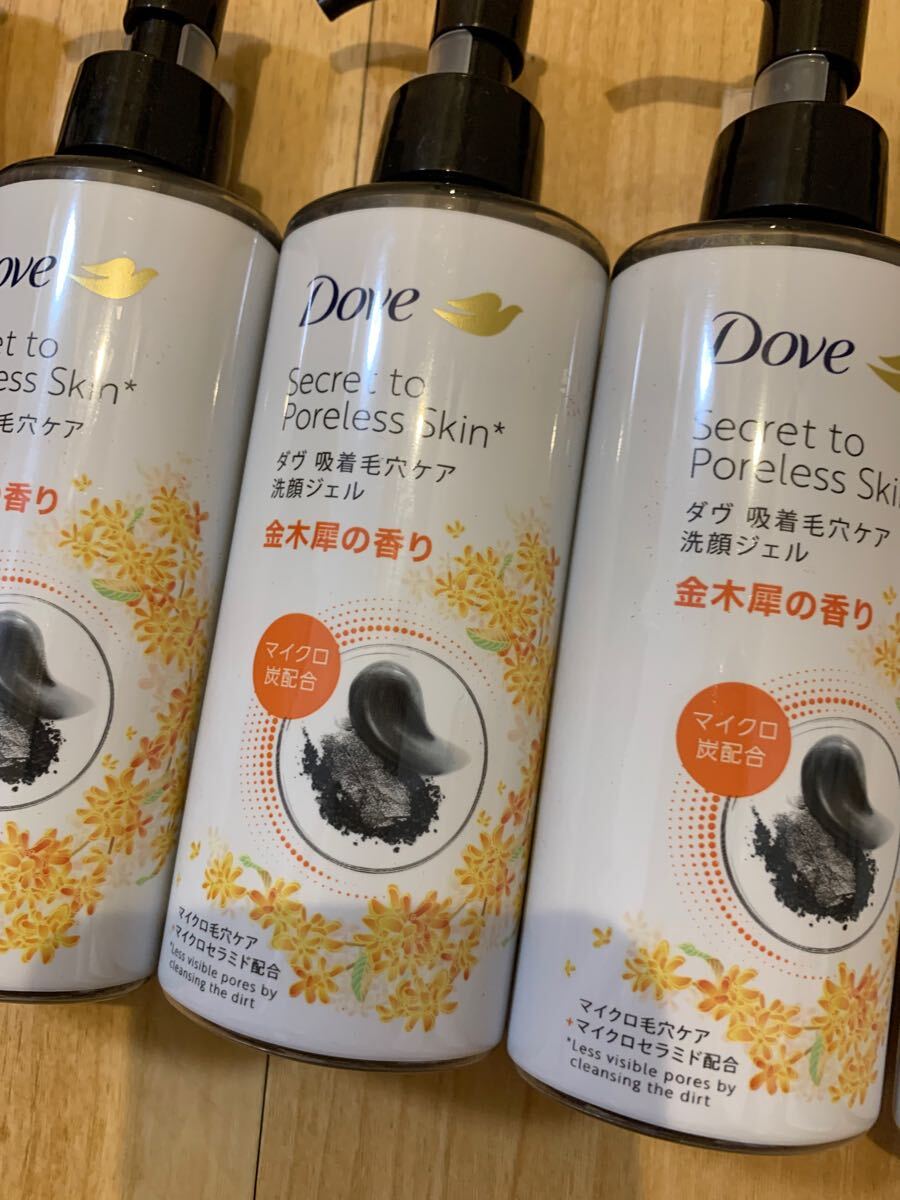 ove
et to
ess Skin*
毛穴ケア
の香り
Dove
Secret to
Poreless Skin*
ダヴ 吸着毛穴ケア
洗顔ジェル
金木犀の香り
マイクロ
炭配合
マイクロ毛穴ケア
+マイクロセラミド配合
*Less visible pores by
cleansing the dirt
Dove
Secret to
Poreless Ski
ダヴ 吸着毛穴ケア
洗顔ジェル
金木犀の香り
マイクロ
炭配合
マイクロ毛穴ケア
+マイクロセラミド配合
*Less visible pores by
cleansing the dirt